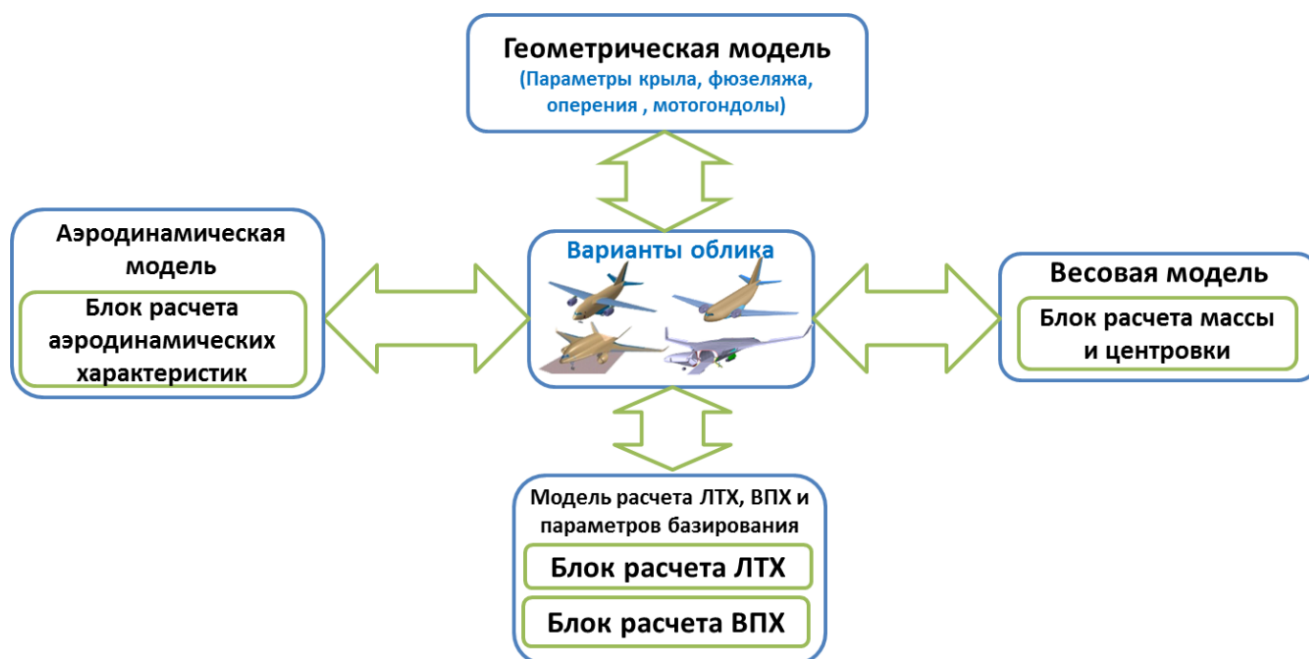 Геометрическая модель
(Параметры крыла, фюзеляжа,
оперения , мотогондолы)
Аэродинамическая
модель
Блок расчета
аэродинамических
характеристик
Варианты облика
Весовая модель
Блок расчета массы
и центровки
Модель расчета ЛТХ, ВПХ и
параметров базирования
Блок расчета ЛТХ
Блок расчета ВПХ